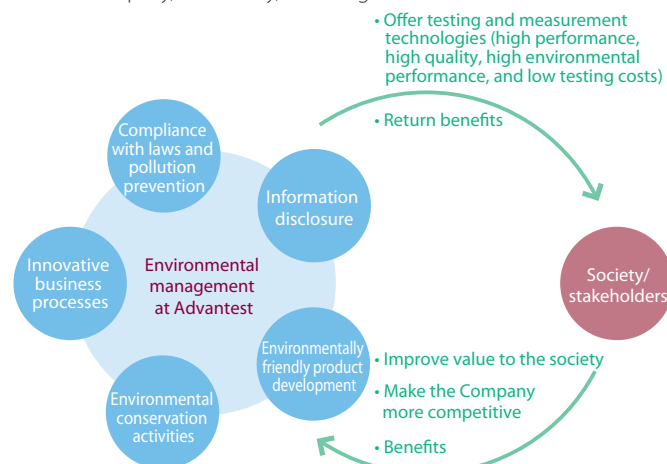 • Offer testing and measurement
technologies (high performance,
high quality, high environmental
performance, and low testing costs)
• Return benefits
Compliance
with laws and
pollution
prevention
Information
disclosure
Innovative
business
processes
Environmental
management
at Advantest
Society/
stakeholders
Environmentally
friendly product
development
Environmental
conservation
activities
• Improve value to the society
• Make the Company
more competitive
• Benefits